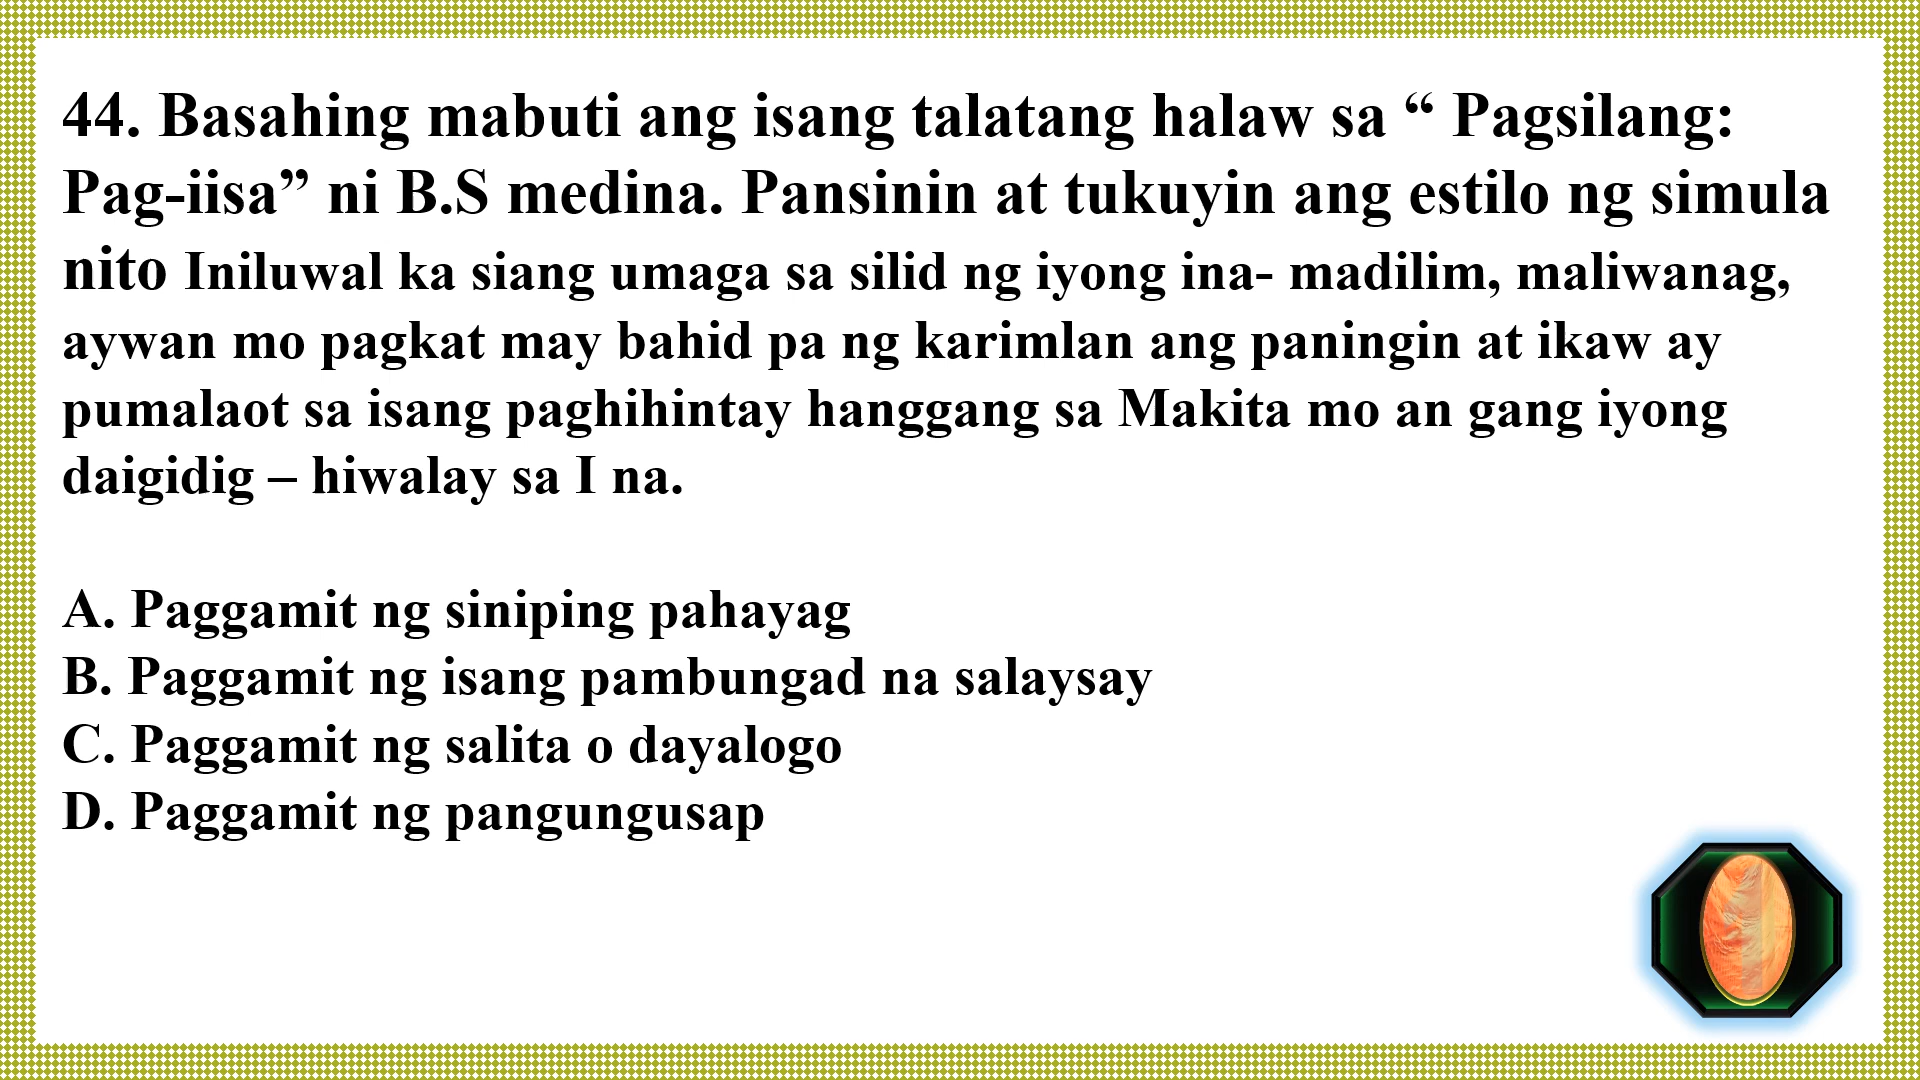 44. Basahing mabuti ang isang talatang halaw sa “ Pagsilang:
Pag-iisa” ni B.S medina. Pansinin at tukuyin ang estilo ng simula
nito Iniluwal ka siang umaga sa silid ng iyong ina- madilim, maliwanag,
aywan mo pagkat may bahid pa ng karimlan ang paningin at ikaw ay
pumalaot sa isang paghihintay hanggang sa Makita mo an gang iyong
daigidig – hiwalay sa I na.
A. Paggamit ng siniping pahayag
B. Paggamit ng isang pambungad na salaysay
C. Paggamit ng salita o dayalogo
D. Paggamit ng pangungusap